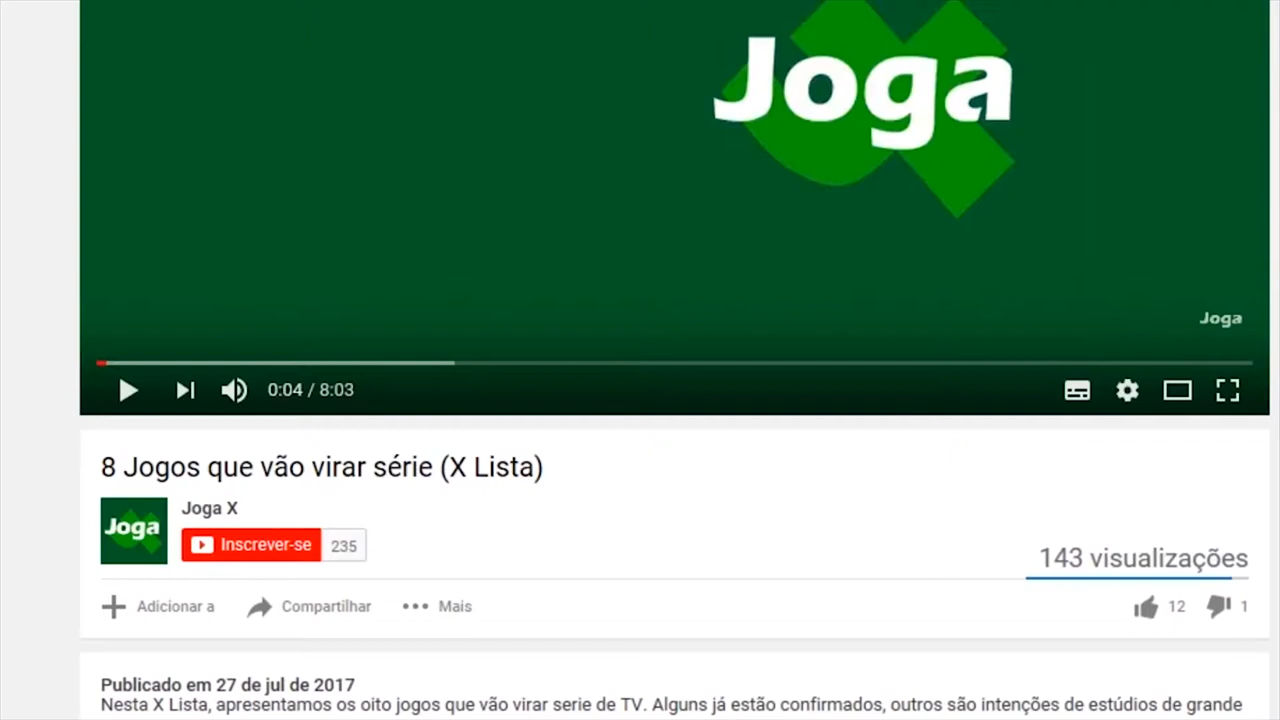 Joga
Joga
0:04 / 8:03
8 Jogos que vão virar série (X Lista)
Joga
Joga X
Inscrever-se 235
143 visualizações
Adicionar a Compartilhar Mais 12 1
Publicado em 27 de jul de 2017
Nesta X Lista, apresentamos os oito jogos que vão virar serie de TV. Alguns já estão confirmados, outros são intenções de estúdios de grande